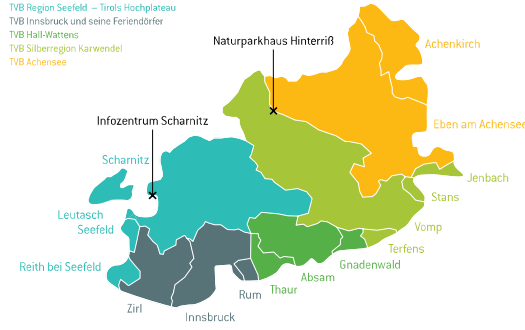 TVB Region Seefeld – Tirols Hochplateau
TVB Innsbruck und seine Feriendörfer
TVB Hall-Wattens
TVB Silberregion Karwendel
TVB Achensee
Naturparkhaus Hinterriß
Achenkirch
Infozentrum Scharnitz
Eben am Achensee
Scharnitz
Jenbach
Stans
Leutasch
Seefeld
Vomp
Terfens
Reith bei Seefeld
Gnadenwald
Absam
Thaur
Rum
Zirl
Innsbruck